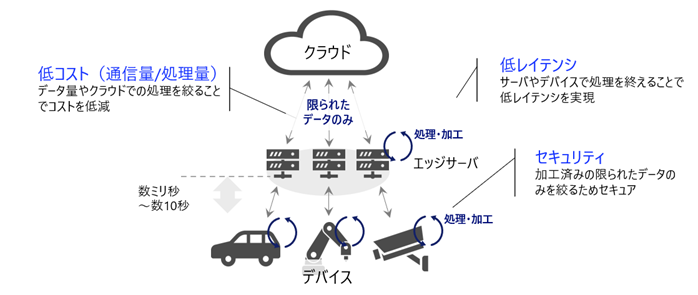 クラウド
低コスト（通信量/処理量）
データ量やクラウドでの処理を絞ること
でコストを低減
限られた
データのみ
低レイテンシ
サーバやデバイスで処理を終えることで
低レイテンシを実現
処理・加工
エッジサーバ
セキュリティ
加工済みの限られたデータの
みを絞るためセキュア
数ミリ秒
～数10秒
処理・加工
デバイス